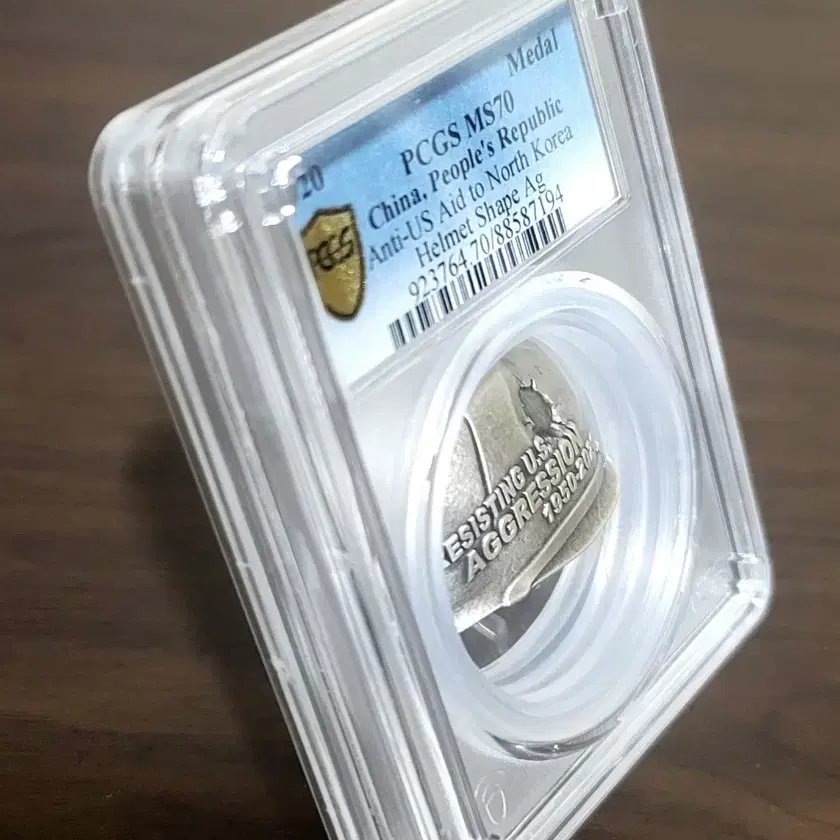 20
Medal
PCGS MS70
China, People's Republic
Anti-US Aid to North Korea
Helmet Shape Ag
923764.70/88587194
PCGS
RESISTING U.S.
AGGRESSION